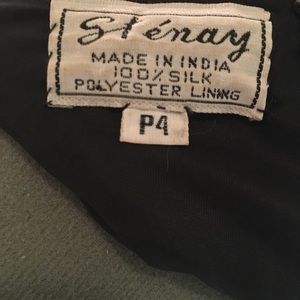 Sténay
MADE IN INDIA
100% SILK
POLYESTER LINING
P4